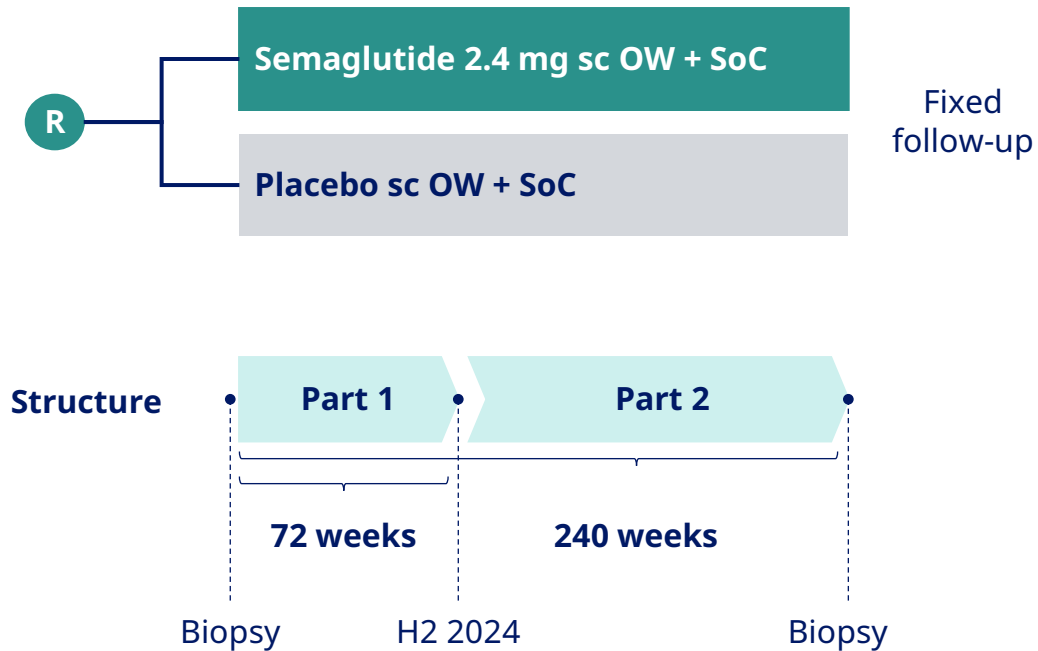 Semaglutide 2.4 mg sc OW + SoC
R
Fixed
follow-up
Placebo sc OW + SoC
Structure
Part 1
Part 2
72 weeks
240 weeks
Biopsy
H2 2024
Biopsy